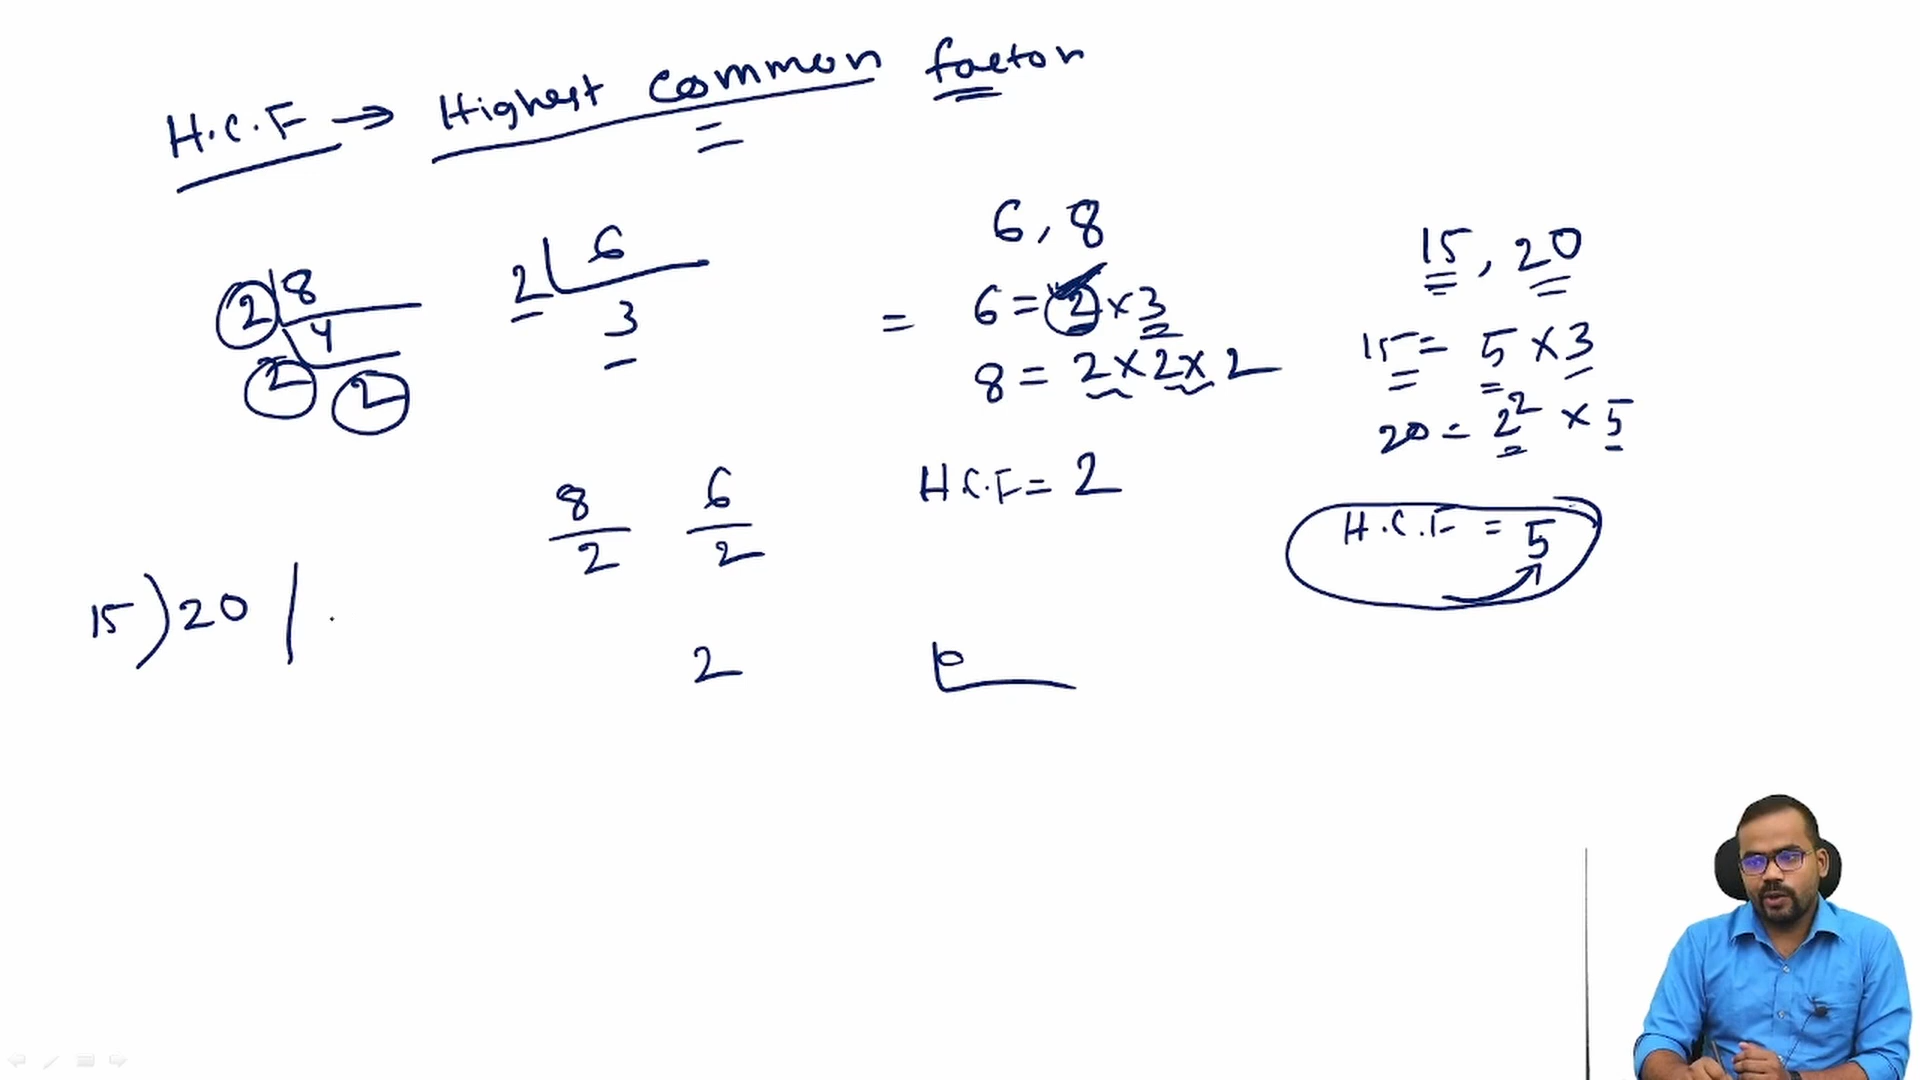 H.C.F → Highest common factor
2 | 8
4
2 2
2 | 6
3
=
6, 8
6 = 2 × 3
8 = 2 × 2 × 2
H.C.F = 2
15, 20
15 = 5 × 3
20 = 2² × 5
H.C.F = 5
8/2 6/2
15 ) 20 |
2